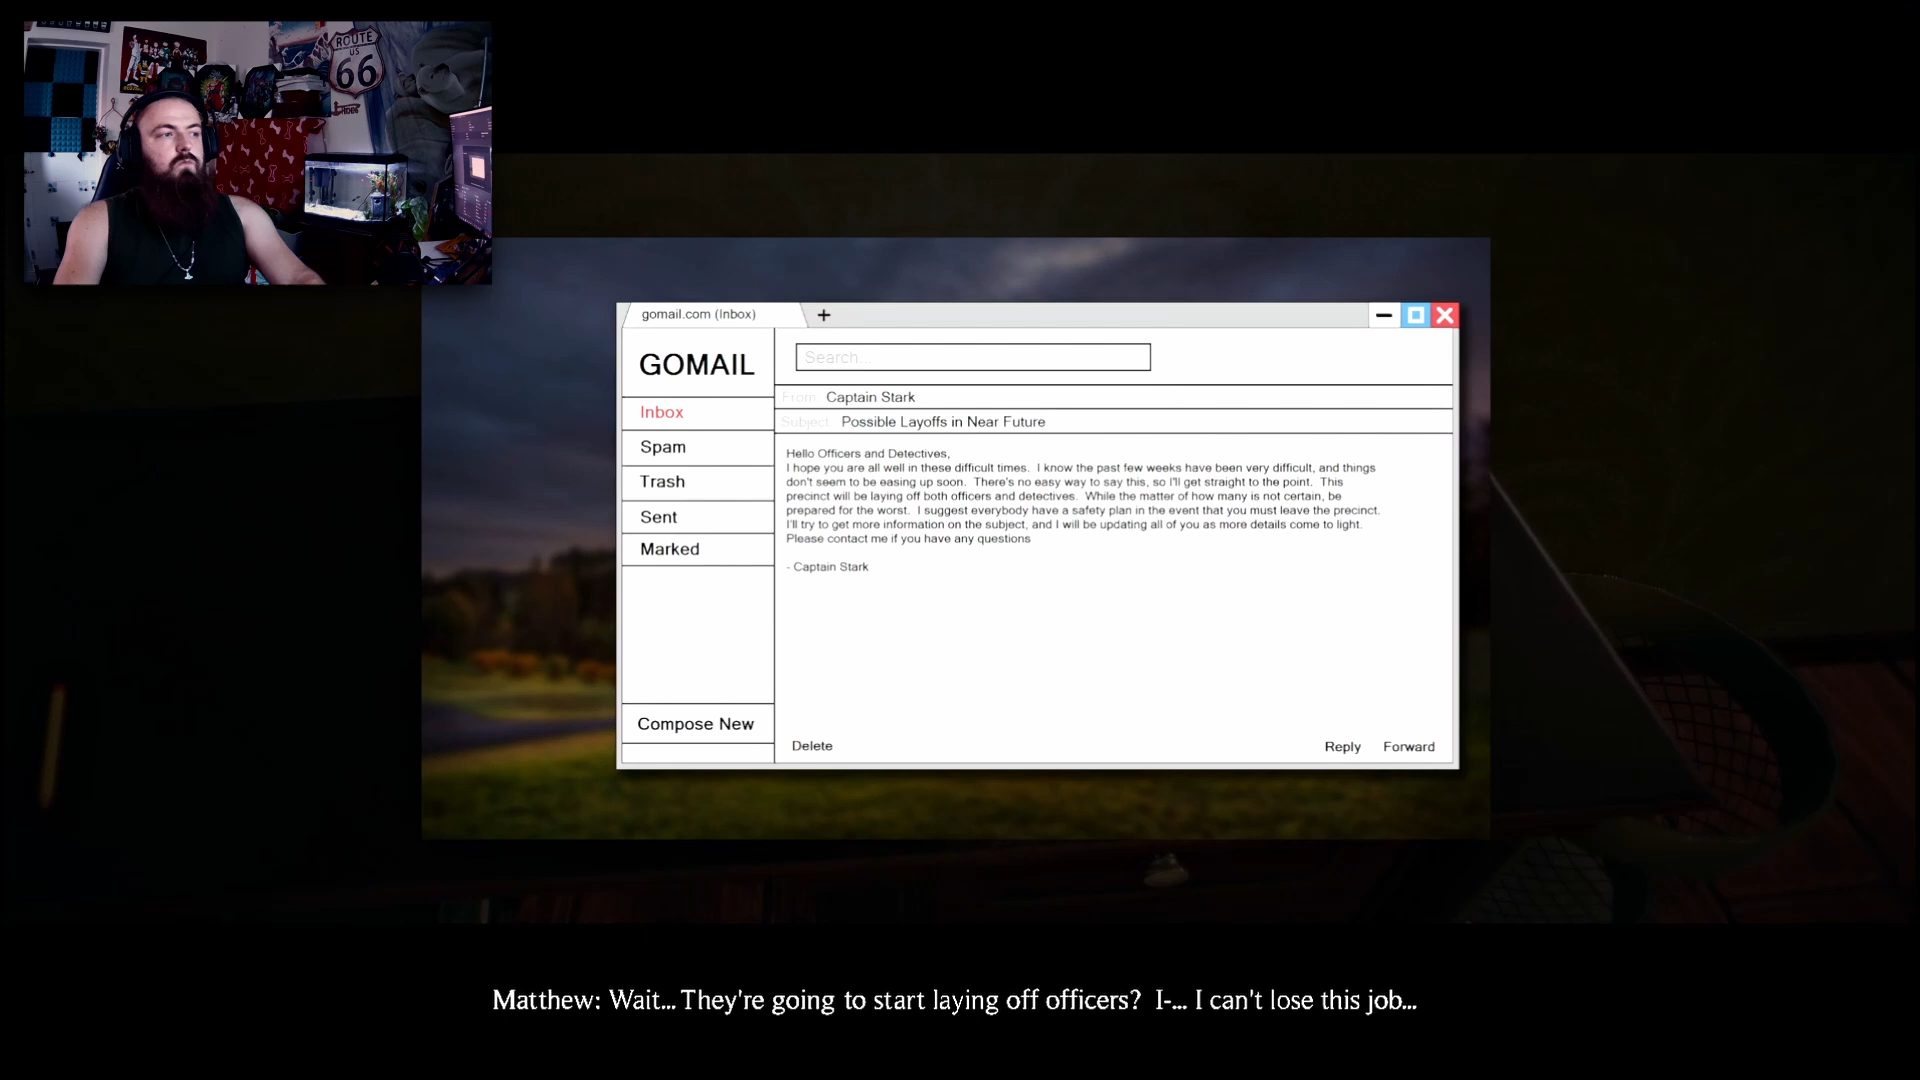 ROUTE
US
66
gomail.com (Inbox)
+
GOMAIL
Search...
Inbox
Spam
Trash
Sent
Marked
Compose New
From: Captain Stark
Subject: Possible Layoffs in Near Future
Hello Officers and Detectives,
I hope you are all well in these difficult times.  I know the past few weeks have been very difficult, and things
don't seem to be easing up soon.  There's no easy way to say this, so I'll get straight to the point.  This
precinct will be laying off both officers and detectives.  While the matter of how many is not certain, be
prepared for the worst.  I suggest everybody have a safety plan in the event that you must leave the precinct.
I'll try to get more information on the subject, and I will be updating all of you as more details come to light.
Please contact me if you have any questions
- Captain Stark
Delete
Reply
Forward
Matthew: Wait... They're going to start laying off officers?  I-... I can't lose this job...